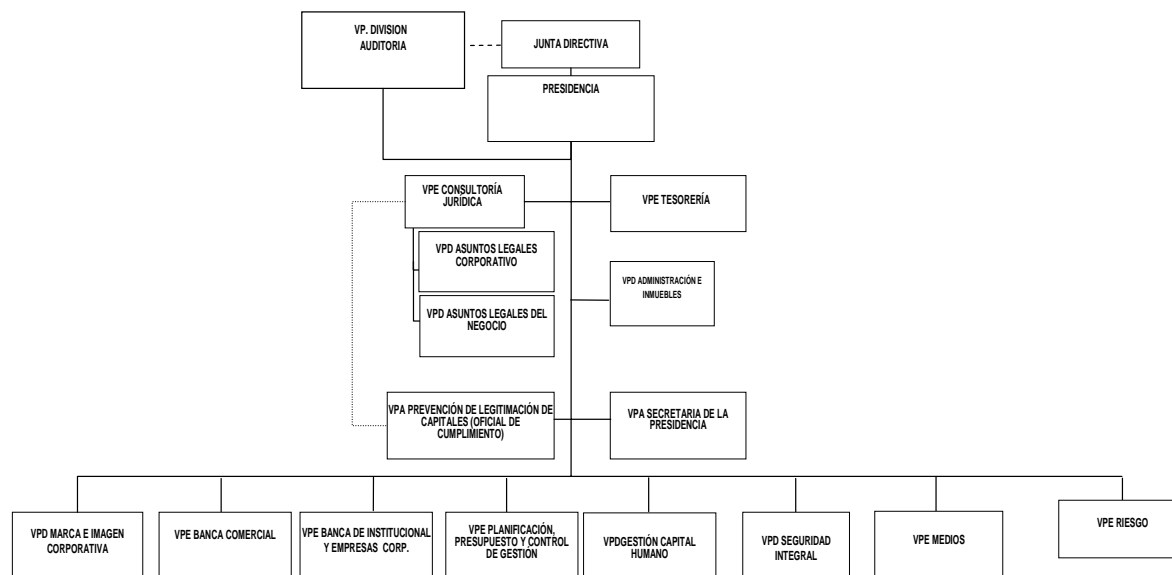 VP. DIVISION
AUDITORIA
JUNTA DIRECTIVA
PRESIDENCIA
VPE CONSULTORÍA
JURÍDICA
VPE TESORERÍA
VPD ASUNTOS LEGALES
CORPORATIVO
VPD ADMINISTRACIÓN E
INMUEBLES
VPD ASUNTOS LEGALES DEL
NEGOCIO
VPA PREVENCIÓN DE LEGITIMACIÓN DE
CAPITALES (OFICIAL DE
CUMPLIMIENTO)
VPA SECRETARIA DE LA
PRESIDENCIA
VPD MARCA E IMAGEN
CORPORATIVA
VPE BANCA COMERCIAL
VPE BANCA DE INSTITUCIONAL
Y EMPRESAS CORP.
VPE PLANIFICACIÓN,
PRESUPUESTO Y CONTROL
DE GESTIÓN
VPDGESTIÓN CAPITAL
HUMANO
VPD SEGURIDAD
INTEGRAL
VPE MEDIOS
VPE RIESGO